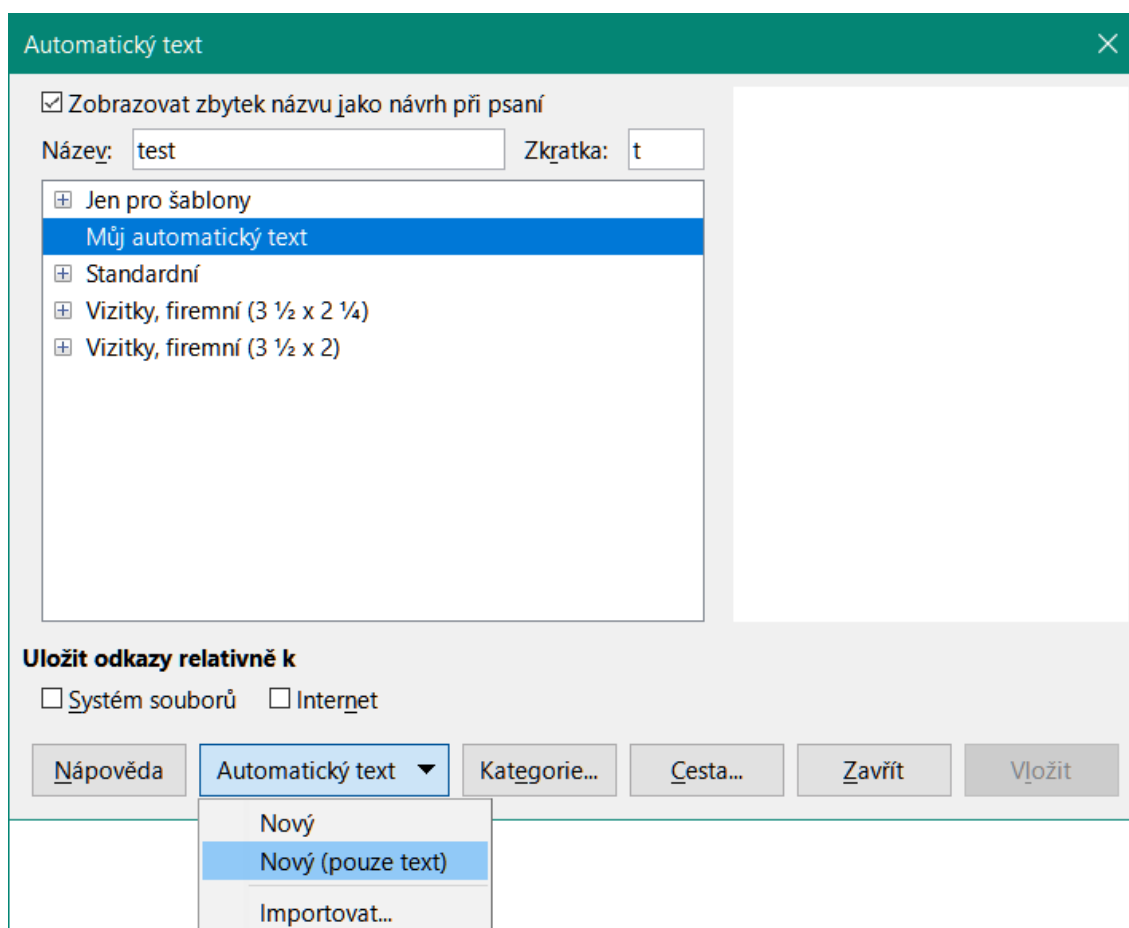 Automatický text
Zobrazovat zbytek názvu jako návrh při psaní
Název: test Zkratka: t
Jen pro šablony
Můj automatický text
Standardní
Vizitky, firemní (3 ½ x 2 ¼)
Vizitky, firemní (3 ½ x 2)
Uložit odkazy relativně k
Systém souborů Internet
Nápověda Automatický text Kategorie... Cesta... Zavřít Vložit
Nový
Nový (pouze text)
Importovat...